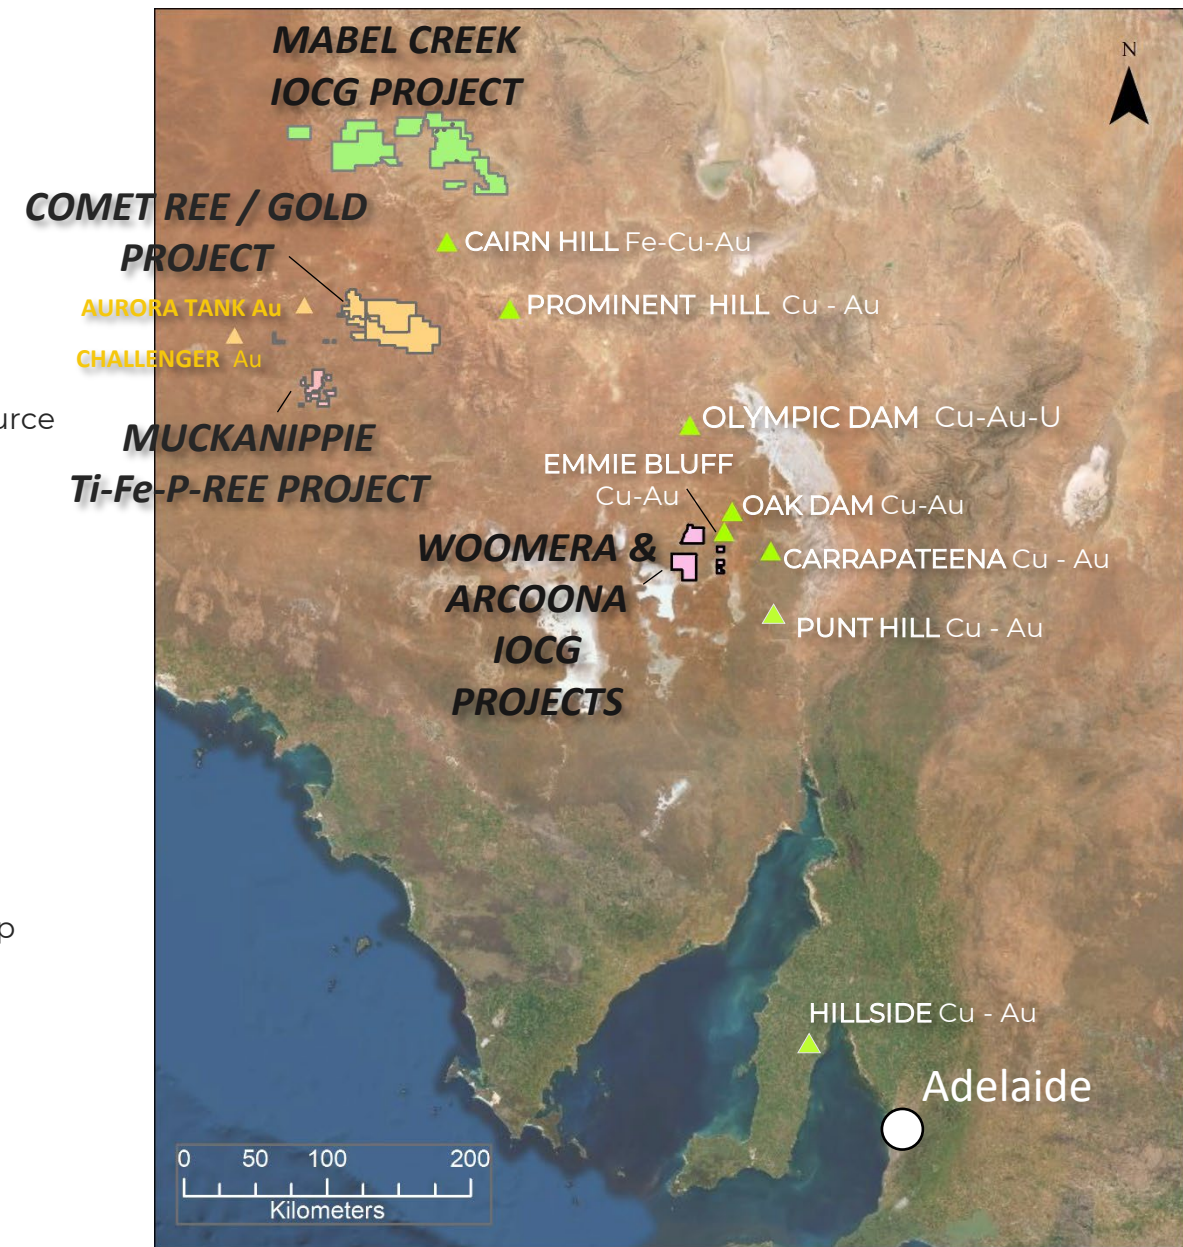 MABEL CREEK
IOCG PROJECT
N
COMET REE / GOLD
PROJECT
CAIRN HILL Fe-Cu-Au
AURORA TANK Au
PROMINENT HILL Cu - Au
CHALLENGER Au
urce
OLYMPIC DAM Cu-Au-U
MUCKANIPPIE
Ti-Fe-P-REE PROJECT
EMMIE BLUFF
Cu-Au
OAK DAM Cu-Au
WOOMERA &
ARCOONA
IOCG
PROJECTS
CARRAPATEENA Cu - Au
PUNT HILL Cu - Au
p
HILLSIDE Cu - Au
Adelaide
0 50 100 200
Kilometers